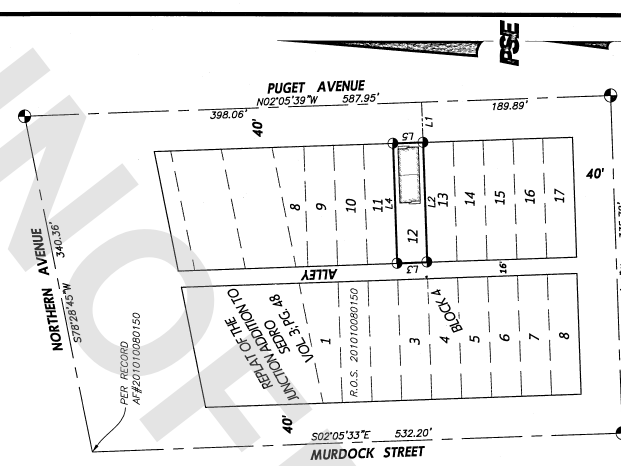 PSE
PUGET AVENUE
N02°05'39"W 587.95'
398.06'
189.89'
40'
L1
L5
40'
8
9
10
11
L4
12
L2
13
14
15
16
17
L3
ALLEY
16'
NORTHERN AVENUE
S78°28'45"W
340.36'
PER RECORD
AF#201010080150
REPLAT OF THE
JUNCTION ADDITION TO
SEDRO
VOL. 3, PG. 48
1
R.O.S. 201010080150
3
4
BLOCK 4
5
6
7
8
40'
S02°05'33"E 532.20'
MURDOCK STREET